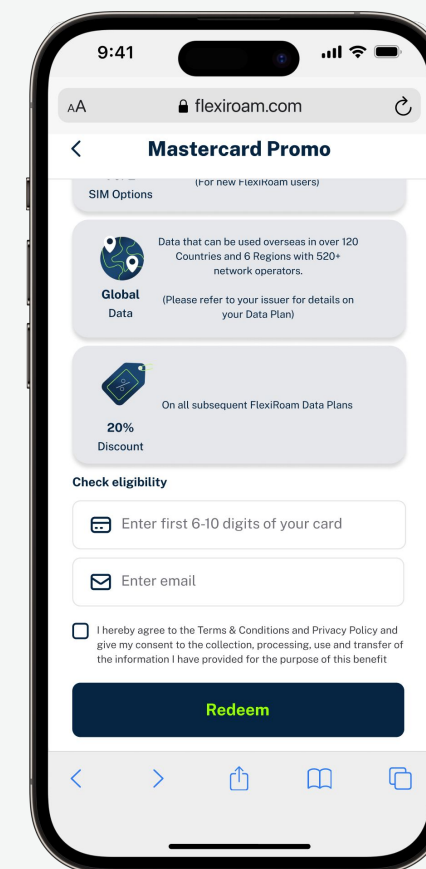 9:41
AA
flexiroam.com
Mastercard Promo
(For new FlexiRoam users)
SIM Options
Data that can be used overseas in over 120
Countries and 6 Regions with 520+
network operators.
Global
Data
(Please refer to your issuer for details on
your Data Plan)
%
On all subsequent FlexiRoam Data Plans
20%
Discount
Check eligibility
Enter first 6-10 digits of your card
Enter email
I hereby agree to the Terms & Conditions and Privacy Policy and
give my consent to the collection, processing, use and transfer of
the information I have provided for the purpose of this benefit
Redeem